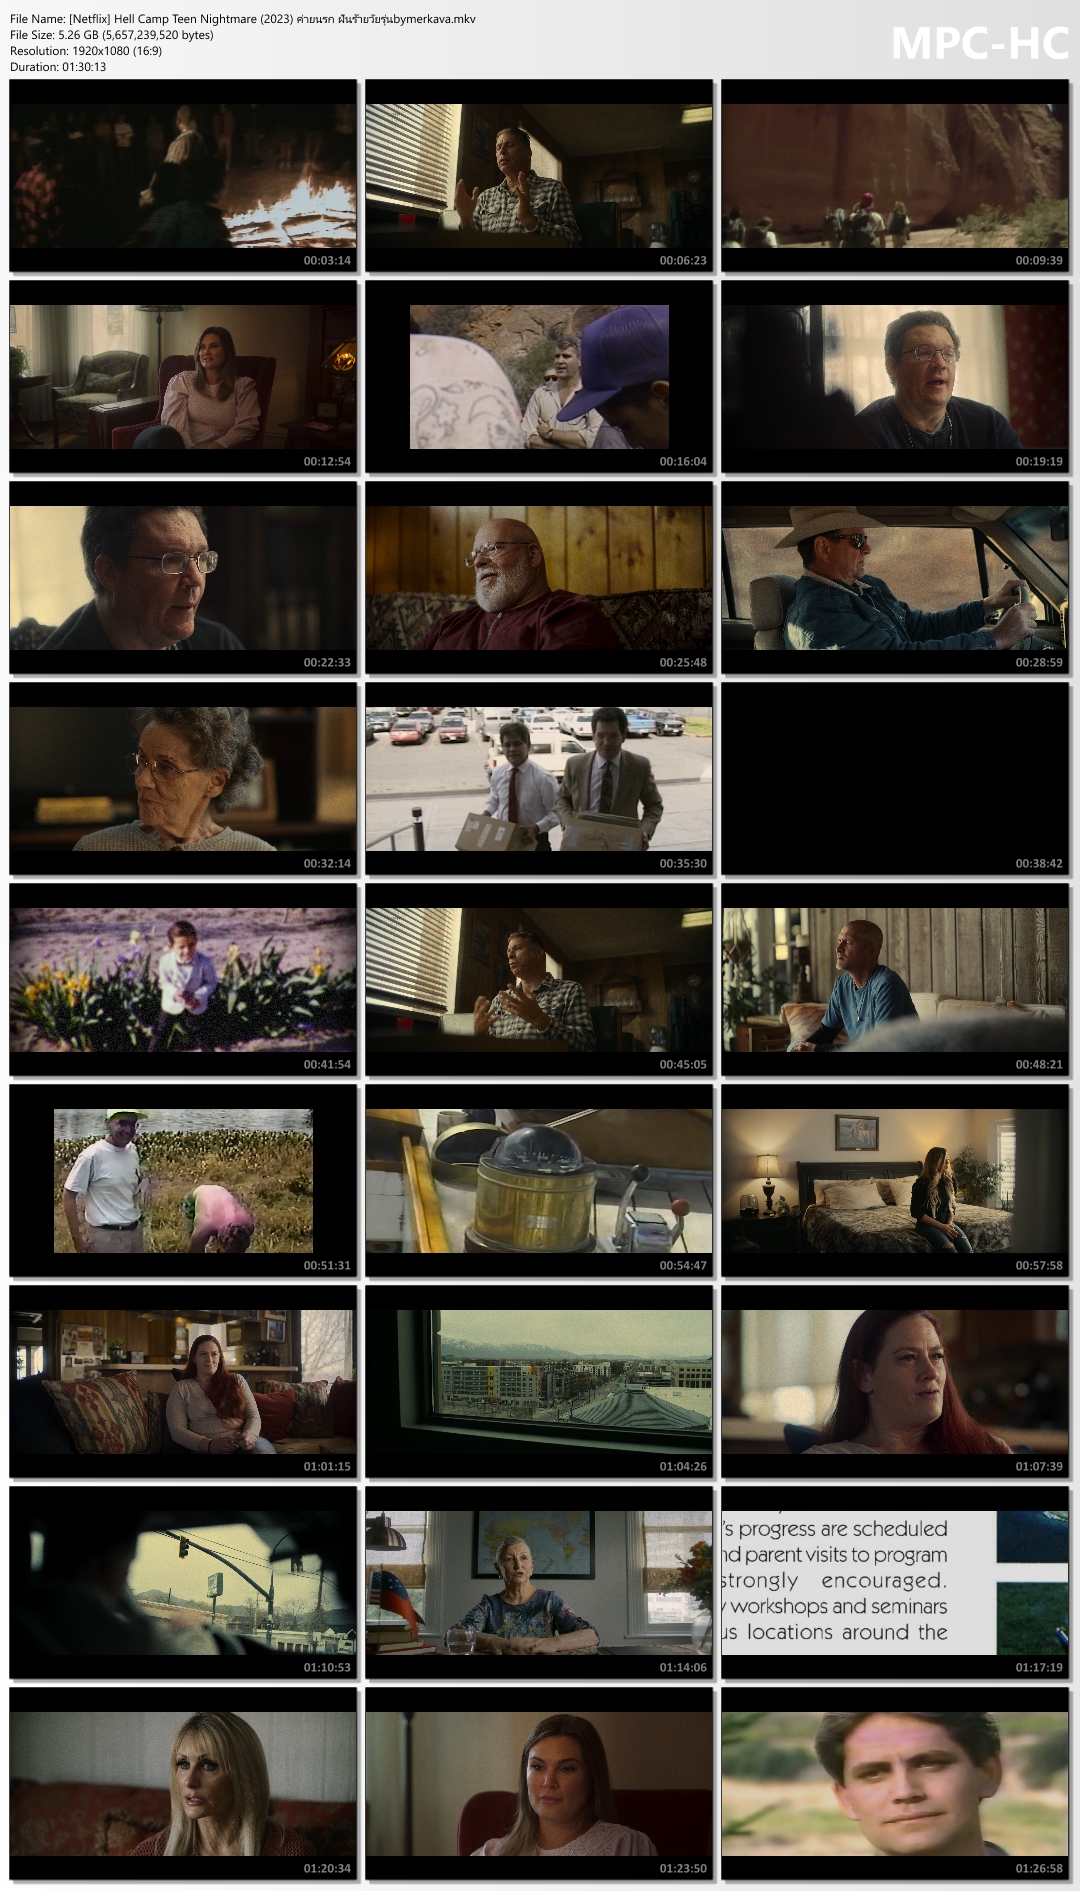 File Name: [Netflix] Hell Camp Teen Nightmare (2023) ค่ายนรก ฝันร้ายวัยรุ่นbymerkava.mkv
File Size: 5.26 GB (5,657,239,520 bytes)
Resolution: 1920x1080 (16:9)
Duration: 01:30:13
MPC-HC
00:03:14
00:06:23
00:09:39
00:12:54
00:16:04
00:19:19
00:22:33
00:25:48
00:28:59
00:32:14
00:35:30
00:38:42
00:41:54
00:45:05
00:48:21
00:51:31
00:54:47
00:57:58
01:01:15
01:04:26
01:07:39
01:10:53
01:14:06
's progress are scheduled
nd parent visits to program
strongly encouraged.
workshops and seminars
us locations around the
01:17:19
01:20:34
01:23:50
01:26:58